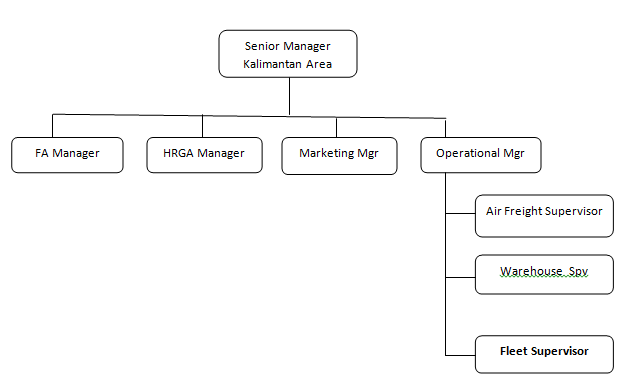 Senior Manager
Kalimantan Area
FA Manager
HRGA Manager
Marketing Mgr
Operational Mgr
Air Freight Supervisor
Warehouse Spv
Fleet Supervisor